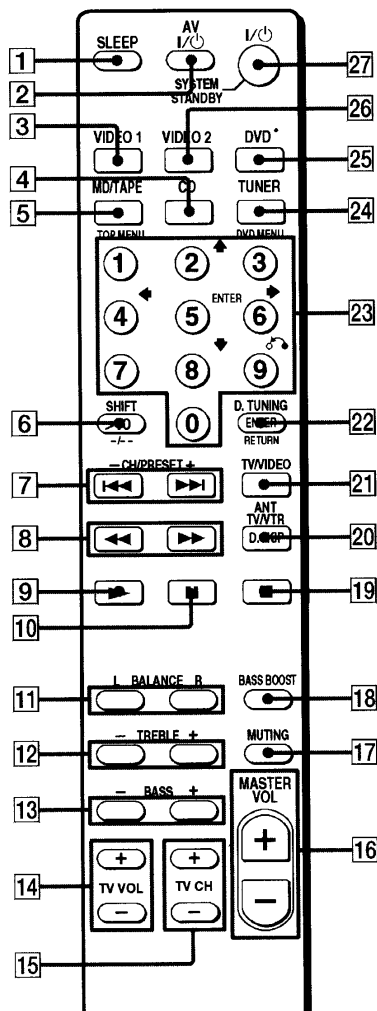 AV
SLEEP I/⏻ I/⏻
1
2 SYSTEM STANDBY 27
3 26
VIDEO 1 VIDEO 2 DVD
25
4 MD/TAPE CD TUNER
5 24
TOP MENU DVD MENU
1 2 3
ENTER
4 5 6 23
7 8 9
SHIFT D. TUNING
6 0 ENTER 22
-/-- RETURN
– CH/PRESET + TV/VIDEO
7 21
ANT
TV/VTR
8 D.SKIP 20
9 19
10
L BALANCE R BASS BOOST
11 18
– TREBLE + MUTING
12 17
– BASS + MASTER
13 VOL
+ + + 16
14 TV VOL TV CH
– – –
15